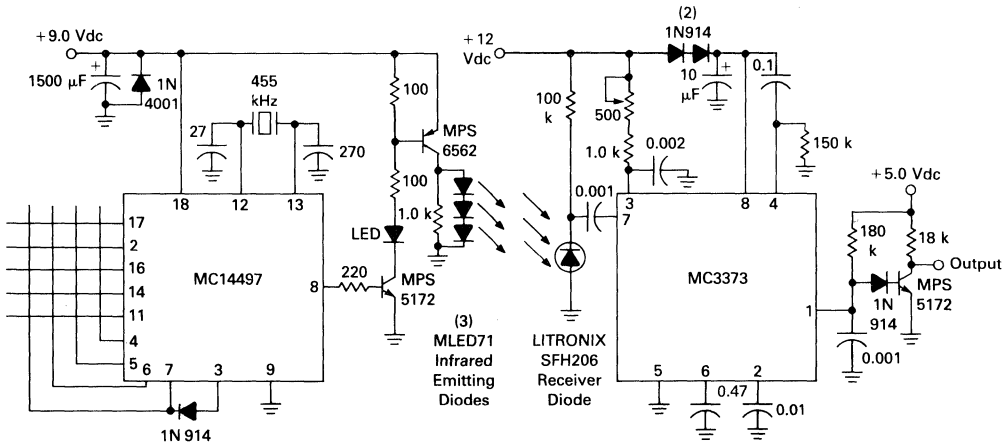 +9.0 Vdc
1500 µF
+
1N
4001
455
kHz
27
270
100
MPS
6562
100
1.0 k
LED
18
12
13
17
2
16
14
11
4
5
6
7
3
9
8
MC14497
220
MPS
5172
1N 914
(3)
MLED71
Infrared
Emitting
Diodes
+12
Vdc
(2)
1N914
100
k
500
1.0 k
0.002
10
µF
+
0.1
150 k
0.001
3
8
4
7
MC3373
1
5
6
2
0.47
0.01
LITRONIX
SFH206
Receiver
Diode
+5.0 Vdc
180
k
18 k
Output
MPS
5172
1N
914
0.001